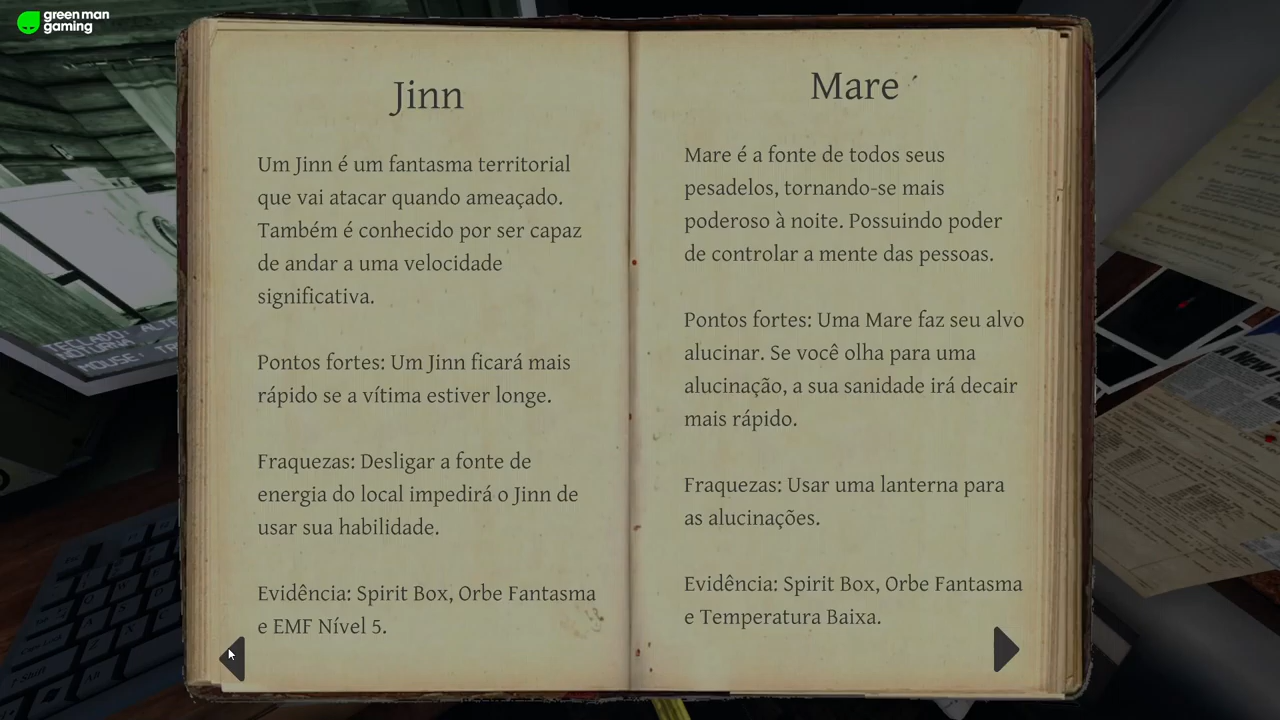 green man
gaming
Jinn
Um Jinn é um fantasma territorial
que vai atacar quando ameaçado.
Também é conhecido por ser capaz
de andar a uma velocidade
significativa.
Pontos fortes: Um Jinn ficará mais
rápido se a vítima estiver longe.
Fraquezas: Desligar a fonte de
energia do local impedirá o Jinn de
usar sua habilidade.
Evidência: Spirit Box, Orbe Fantasma
e EMF Nível 5.
Mare
Mare é a fonte de todos seus
pesadelos, tornando-se mais
poderoso à noite. Possuindo poder
de controlar a mente das pessoas.
Pontos fortes: Uma Mare faz seu alvo
alucinar. Se você olha para uma
alucinação, a sua sanidade irá decair
mais rápido.
Fraquezas: Usar uma lanterna para
as alucinações.
Evidência: Spirit Box, Orbe Fantasma
e Temperatura Baixa.
TECLADO:
NOTURNA
MOUSE: